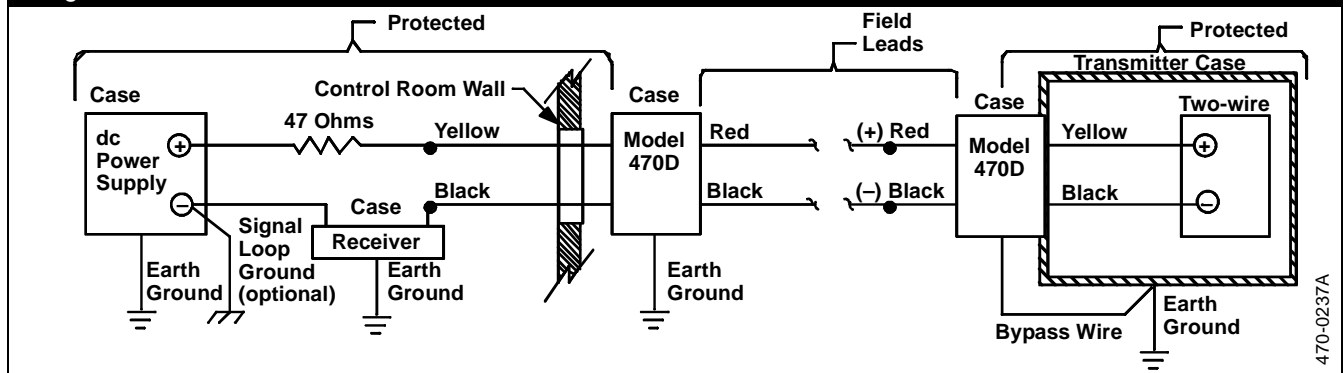 Protected
Field
Leads
Protected
Transmitter Case
Case
Control Room Wall
Case
Case
Two-wire
47 Ohms
dc
Power
Supply
+
Yellow
Model
470D
Red
(+) Red
Model
470D
Yellow
+
–
Black
Black
(–) Black
Black
–
Case
Receiver
Signal
Loop
Ground
(optional)
Earth
Ground
Earth
Ground
Earth
Ground
Bypass Wire
Earth
Ground
470-0237A